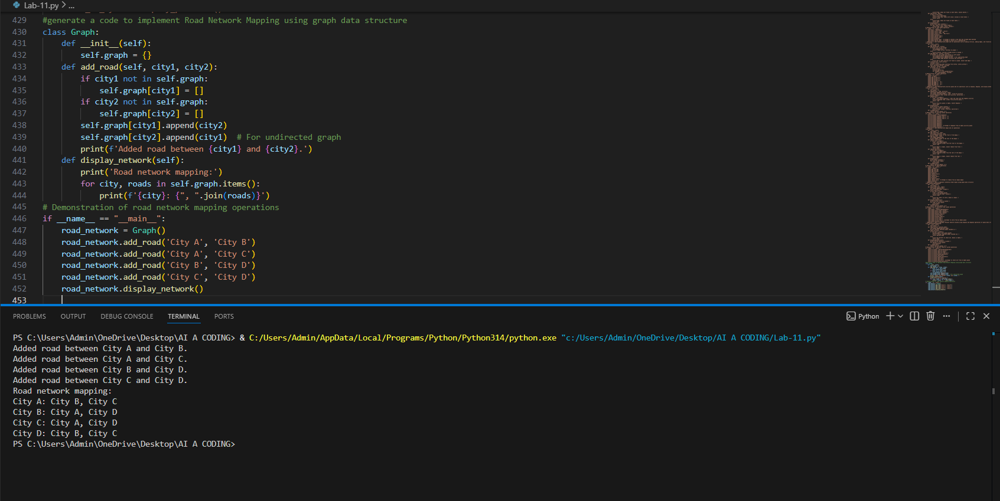 Lab-11.py > ...
429 #generate a code to implement Road Network Mapping using graph data structure
430 class Graph:
431     def __init__(self):
432         self.graph = {}
433     def add_road(self, city1, city2):
434         if city1 not in self.graph:
435             self.graph[city1] = []
436         if city2 not in self.graph:
437             self.graph[city2] = []
438         self.graph[city1].append(city2)
439         self.graph[city2].append(city1)  # For undirected graph
440         print(f'Added road between {city1} and {city2}.')
441     def display_network(self):
442         print('Road network mapping:')
443         for city, roads in self.graph.items():
444             print(f'{city}: {", ".join(roads)}')
445 # Demonstration of road network mapping operations
446 if __name__ == "__main__":
447     road_network = Graph()
448     road_network.add_road('City A', 'City B')
449     road_network.add_road('City A', 'City C')
450     road_network.add_road('City B', 'City D')
451     road_network.add_road('City C', 'City D')
452     road_network.display_network()
453
PROBLEMS OUTPUT DEBUG CONSOLE TERMINAL PORTS Python
PS C:\Users\Admin\OneDrive\Desktop\AI A CODING> & C:/Users/Admin/AppData/Local/Programs/Python/Python314/python.exe "c:/Users/Admin/OneDrive/Desktop/AI A CODING/Lab-11.py"
Added road between City A and City B.
Added road between City A and City C.
Added road between City B and City D.
Added road between City C and City D.
Road network mapping:
City A: City B, City C
City B: City A, City D
City C: City A, City D
City D: City B, City C
PS C:\Users\Admin\OneDrive\Desktop\AI A CODING>